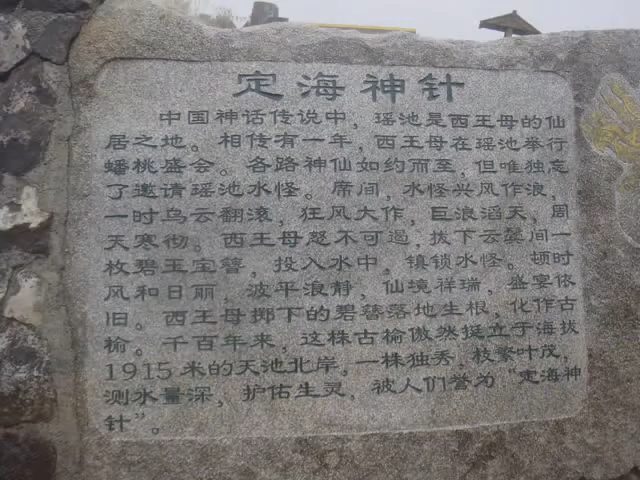 定海神针
中国神话传说中，瑶池是西王母的仙
居之地。相传有一年，西王母在瑶池举行
蟠桃盛会。各路神仙如约而至，但唯独忘
了邀请瑶池水怪。席间，水怪兴风作浪，
一时乌云翻滚，狂风大作，巨浪滔天，周
天寒彻。西王母怒不可遏，拔下云鬓间一
枚碧玉宝簪，投入水中，镇锁水怪。顿时
风和日丽，波平浪静，仙境祥瑞，盛宴依
旧。西王母掷下的碧簪落地生根，化作古
榆。千百年来，这株古榆傲然挺立于海拔
1915米的天池北岸，一株独秀，枝繁叶茂，
测水量深，护佑生灵，被人们誉为“定海神
针”。